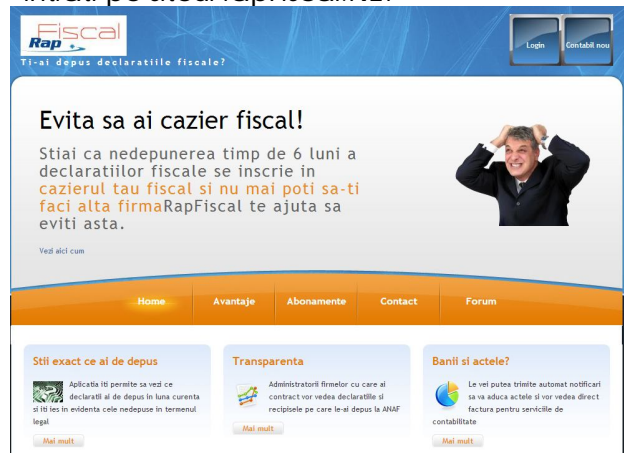 Fiscal
Rap
Ti-ai depus declaratiile fiscale?
Login
Contabil nou
Evita sa ai cazier fiscal!
Stiai ca nedepunerea timp de 6 luni a
declaratiilor fiscale se inscrie in
cazierul tau fiscal si nu mai poti sa-ti
faci alta firmaRapFiscal te ajuta sa
eviti asta.
Vezi aici cum
Home
Avantaje
Abonamente
Contact
Forum
Stii exact ce ai de depus
Aplicatia iti permite sa vezi ce
declaratii ai de depus in luna curenta
si iti ies in evidenta cele nedepuse in termenul
legal
Mai mult
Transparenta
Administratorii firmelor cu care ai
contract vor vedea declaratiile si
recipisele pe care le-ai depus la ANAF
Mai mult
Banii si actele?
Le vei putea trimite automat notificari
sa va aduca actele si vor vedea direct
factura pentru serviciile de
contabilitate
Mai mult